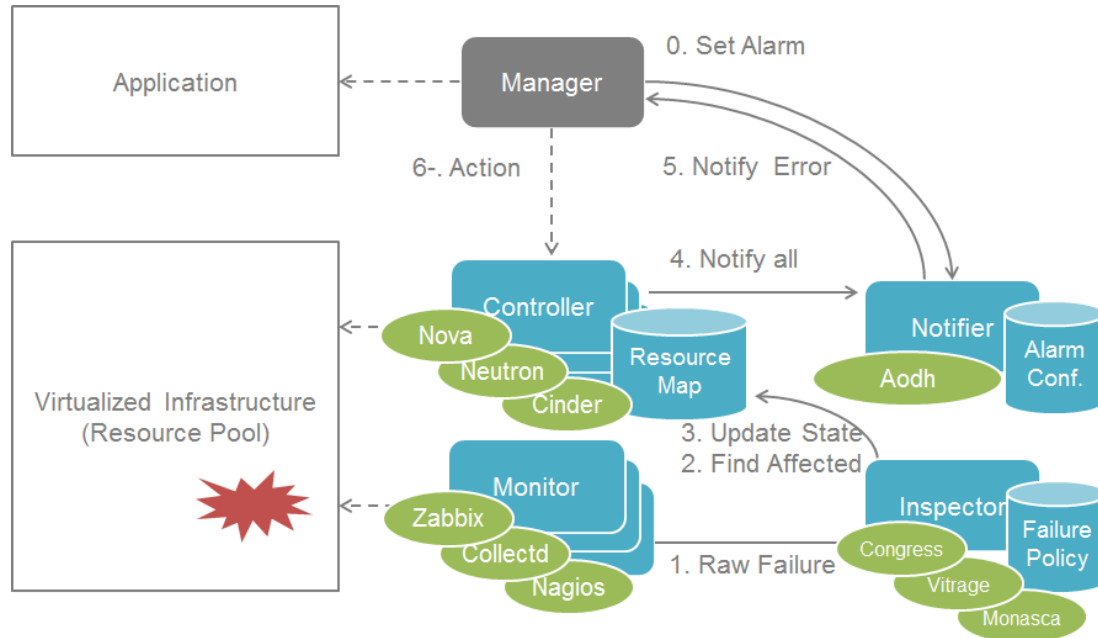 0. Set Alarm
Application
Manager
6-. Action
5. Notify Error
4. Notify all
Controller
Nova
Neutron
Cinder
Resource
Map
Notifier
Aodh
Alarm
Conf.
Virtualized Infrastructure
(Resource Pool)
3. Update State
2. Find Affected
Monitor
Zabbix
Collectd
Nagios
1. Raw Failure
Inspector
Congress
Vitrage
Monasca
Failure
Policy